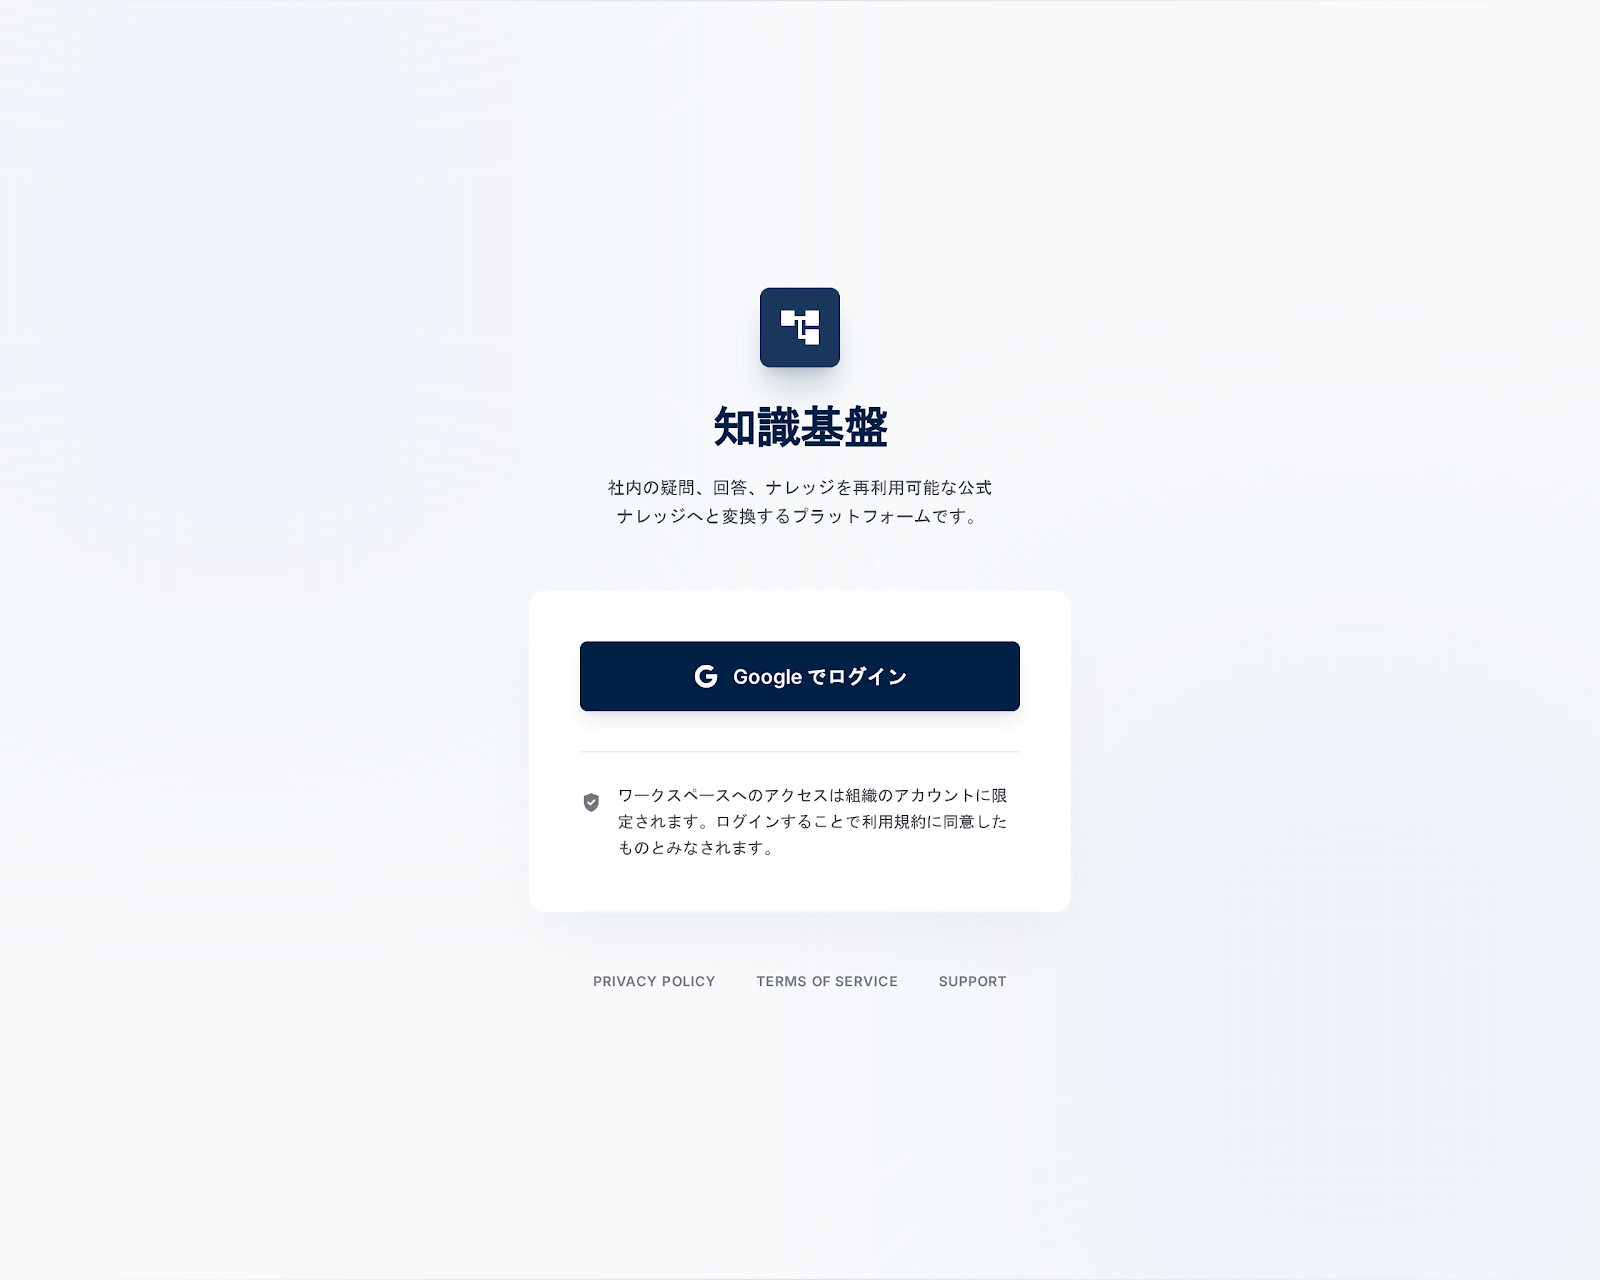 知識基盤
社内の疑問、回答、ナレッジを再利用可能な公式
ナレッジへと変換するプラットフォームです。
G Google でログイン
ワークスペースへのアクセスは組織のアカウントに限
定されます。ログインすることで利用規約に同意した
ものとみなされます。
PRIVACY POLICY TERMS OF SERVICE SUPPORT